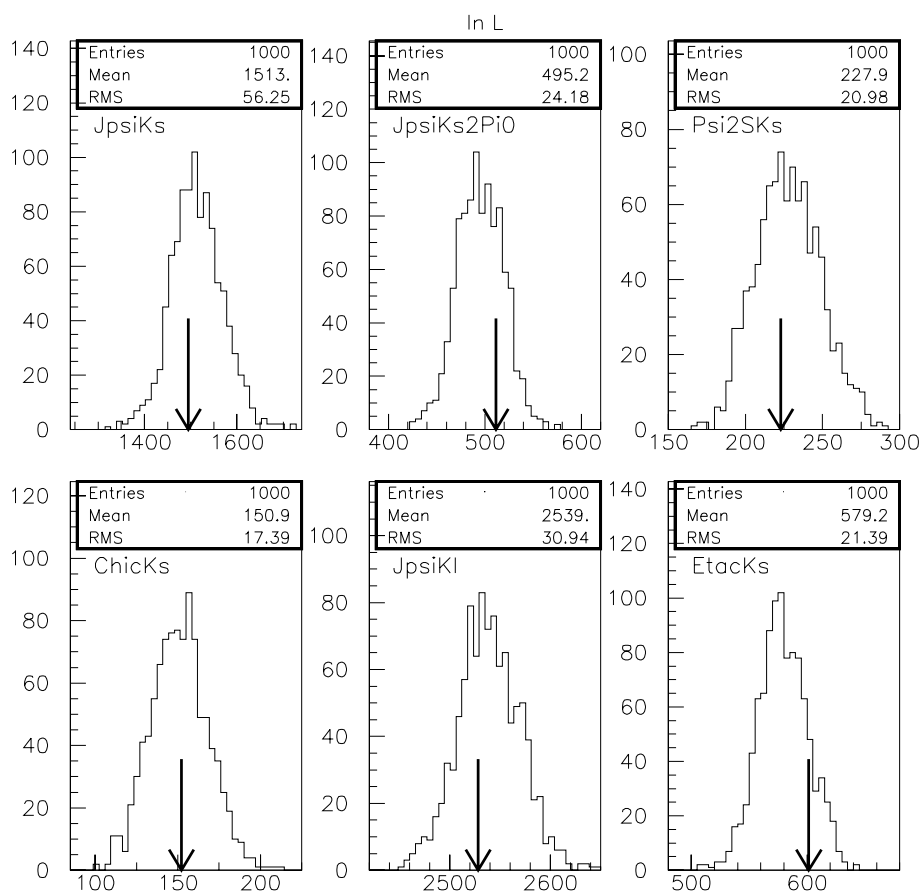 ln L
Entries 1000
Mean 1513.
RMS 56.25
JpsiKs
0
20
40
60
80
100
120
140
1400 1600
Entries 1000
Mean 495.2
RMS 24.18
JpsiKs2Pi0
0
20
40
60
80
100
120
140
400 500 600
Entries 1000
Mean 227.9
RMS 20.98
Psi2SKs
0
20
40
60
80
100
150 200 250 300
Entries 1000
Mean 150.9
RMS 17.39
ChicKs
0
20
40
60
80
100
120
100 150 200
Entries 1000
Mean 2539.
RMS 30.94
JpsiKl
0
20
40
60
80
100
2500 2600
Entries 1000
Mean 579.2
RMS 21.39
EtacKs
0
20
40
60
80
100
120
140
500 600